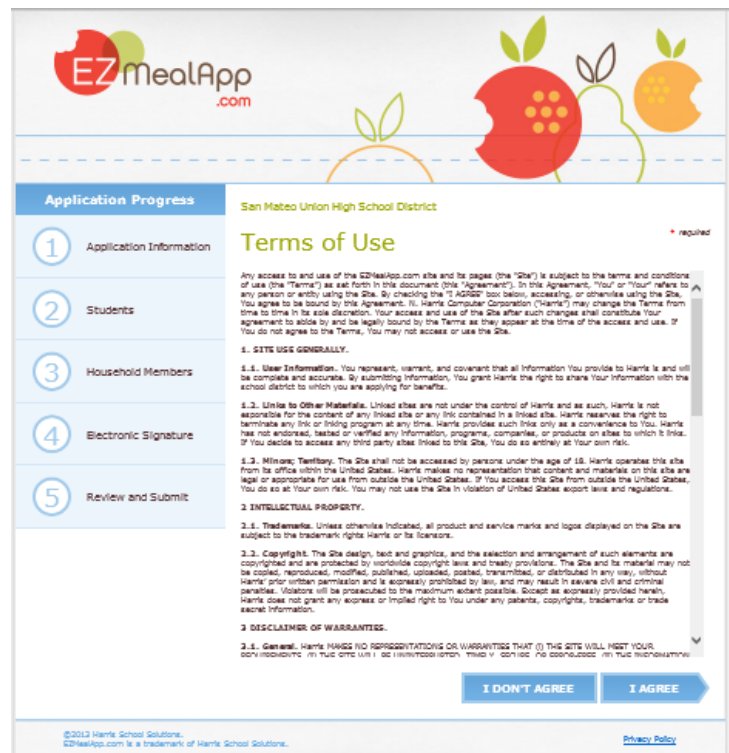 EZMealApp
.com
Application Progress
1 Application Information
2 Students
3 Household Members
4 Electronic Signature
5 Review and Submit
San Mateo Union High School District
* required
Terms of Use
Any access to and use of the EZMealApp.com site and its pages (the "Site") is subject to the terms and conditions
of use (the "Terms") as set forth in this document (this "Agreement"). In this Agreement, "You" or "Your" refers to
any person or entity using the Site. By checking the "I AGREE" box below, accessing, or otherwise using the Site,
You agree to be bound by this Agreement. N. Harris Computer Corporation ("Harris") may change the Terms from
time to time in its sole discretion. Your access and use of the Site after such changes shall constitute Your
agreement to abide by and be legally bound by the Terms as they appear at the time of the access and use. If
You do not agree to the Terms, You may not access or use the Site.
1. SITE USE GENERALLY.
1.1. User Information. You represent, warrant, and covenant that all information You provide to Harris is and will
be complete and accurate. By submitting information, You grant Harris the right to share Your information with the
school district to which you are applying for benefits.
1.2. Links to Other Materials. Linked sites are not under the control of Harris and as such, Harris is not
esponsible for the content of any linked site or any link contained in a linked site. Harris reserves the right to
terminate any link or linking program at any time. Harris provides such links only as a convenience to You. Harris
has not endorsed, tested or verified any information, programs, companies, or products on sites to which it links.
If You decide to access any third party sites linked to this Site, You do so entirely at Your own risk.
1.3. Minors; Territory. The Site shall not be accessed by persons under the age of 18. Harris operates this site
from its office within the United States. Harris makes no representation that content and materials on this site are
legal or appropriate for use from outside the United States. If You access this Site from outside the United States,
You do so at Your own risk. You may not use the Site in violation of United States export laws and regulations.
2 INTELLECTUAL PROPERTY.
2.1. Trademarks. Unless otherwise indicated, all product and service marks and logos displayed on the Site are
subject to the trademark rights Harris or its licensors.
2.2. Copyright. The Site design, text and graphics, and the selection and arrangement of such elements are
copyrighted and are protected by worldwide copyright laws and treaty provisions. The Site and its material may not
be copied, reproduced, modified, published, uploaded, posted, transmitted, or distributed in any way, without
Harris' prior written permission and is expressly prohibited by law, and may result in severe civil and criminal
penalties. Violators will be prosecuted to the maximum extent possible. Except as expressly provided herein,
Harris does not grant any express or implied right to You under any patents, copyrights, trademarks or trade
secret information.
3 DISCLAIMER OF WARRANTIES.
3.1. General. Harris MAKES NO REPRESENTATIONS OR WARRANTIES THAT (I) THE SITE WILL MEET YOUR
REQUIREMENTS, (II) THE SITE WILL BE UNINTERRUPTED, TIMELY, SECURE, OR ERROR-FREE, (III) THE INFORMATION
I DON'T AGREE
I AGREE
©2013 Harris School Solutions.
EZMealApp.com is a trademark of Harris School Solutions.
Privacy Policy